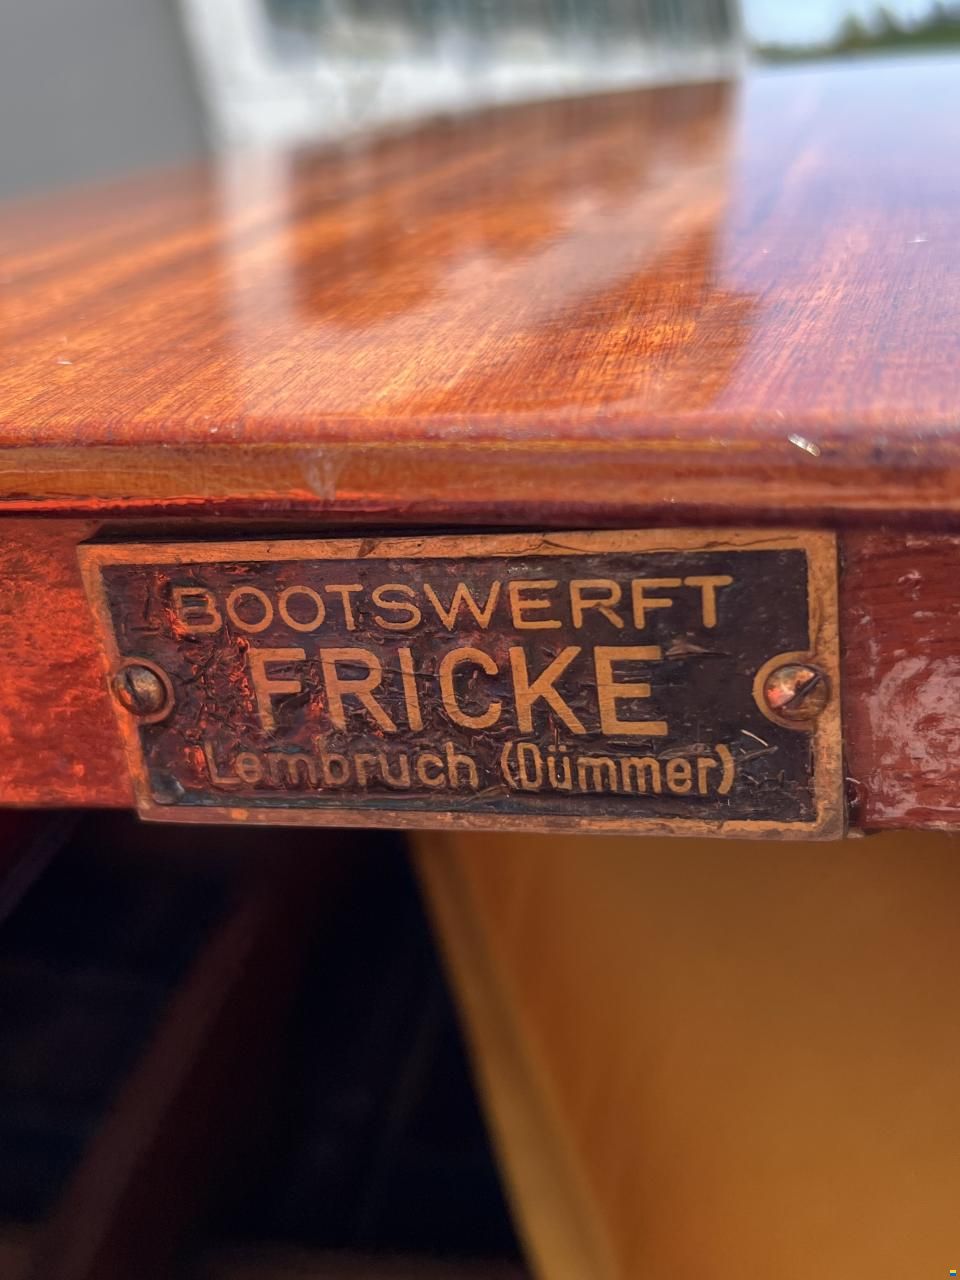 BOOTSWERFT
FRICKE
Lembruch (Dümmer)